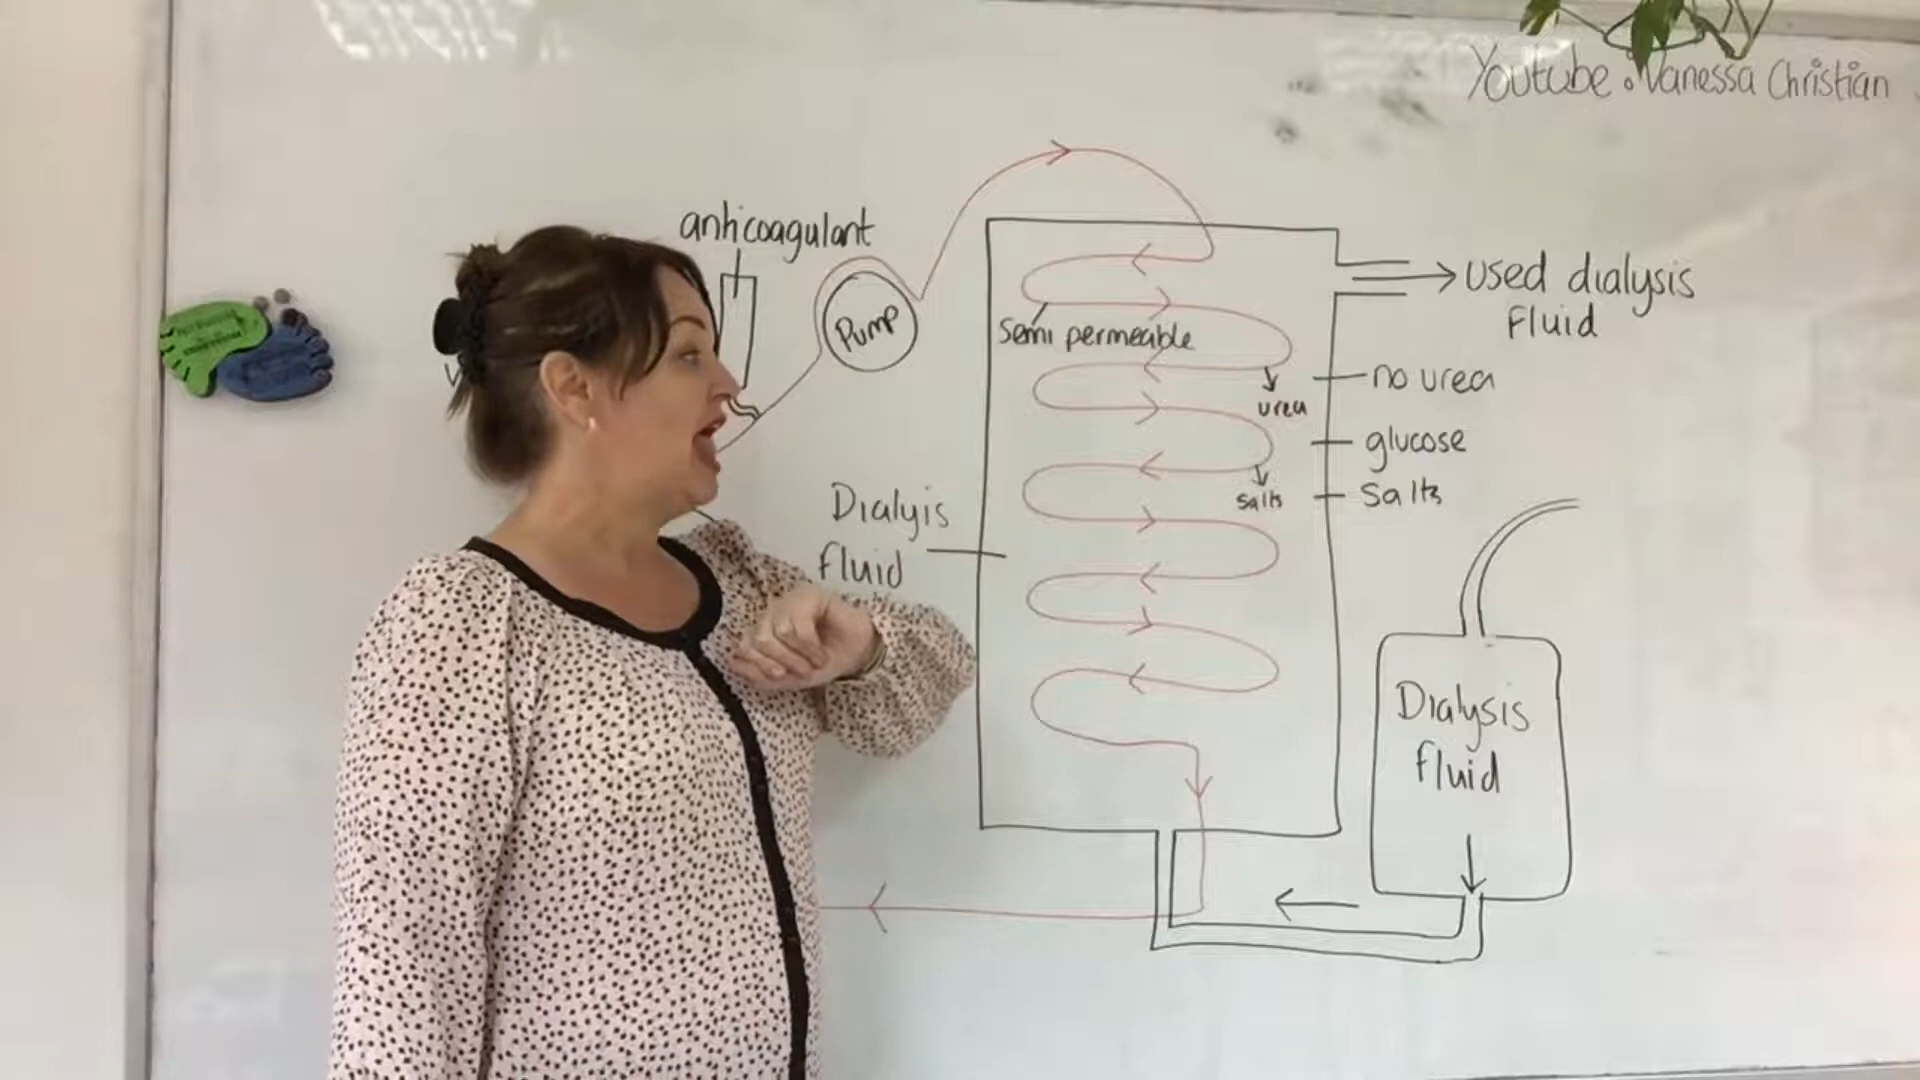 Youtube : Vanessa Christian
anticoagulant
Pump
used dialysis
Fluid
Semi permeable
no urea
urea
glucose
salts
Salts
Dialyis
fluid
Dialysis
fluid